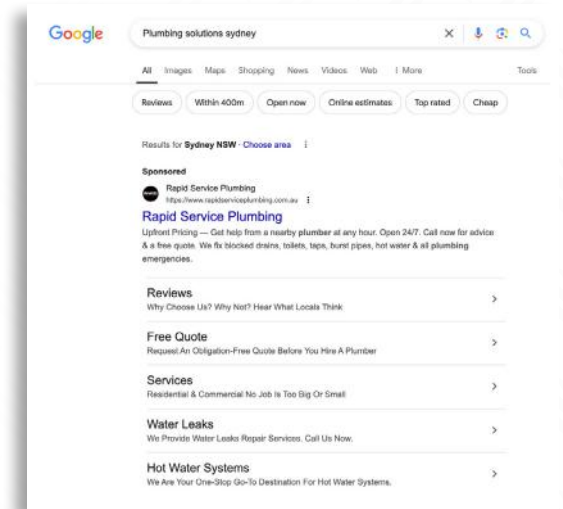 Google
Plumbing solutions sydney
All Images Maps Shopping News Videos Web More Tools
Reviews Within 400m Open now Online estimates Top rated Cheap
Results for Sydney NSW · Choose area
Sponsored
Rapid Service Plumbing
https://www.rapidserviceplumbing.com.au
Rapid Service Plumbing
Upfront Pricing — Get help from a nearby plumber at any hour. Open 24/7. Call now for advice
& a free quote. We fix blocked drains, toilets, taps, burst pipes, hot water & all plumbing
emergencies.
Reviews
Why Choose Us? Why Not? Hear What Locals Think
Free Quote
Request An Obligation-Free Quote Before You Hire A Plumber
Services
Residential & Commercial No Job Is Too Big Or Small
Water Leaks
We Provide Water Leaks Repair Services. Call Us Now.
Hot Water Systems
We Are Your One-Stop Go-To Destination For Hot Water Systems.